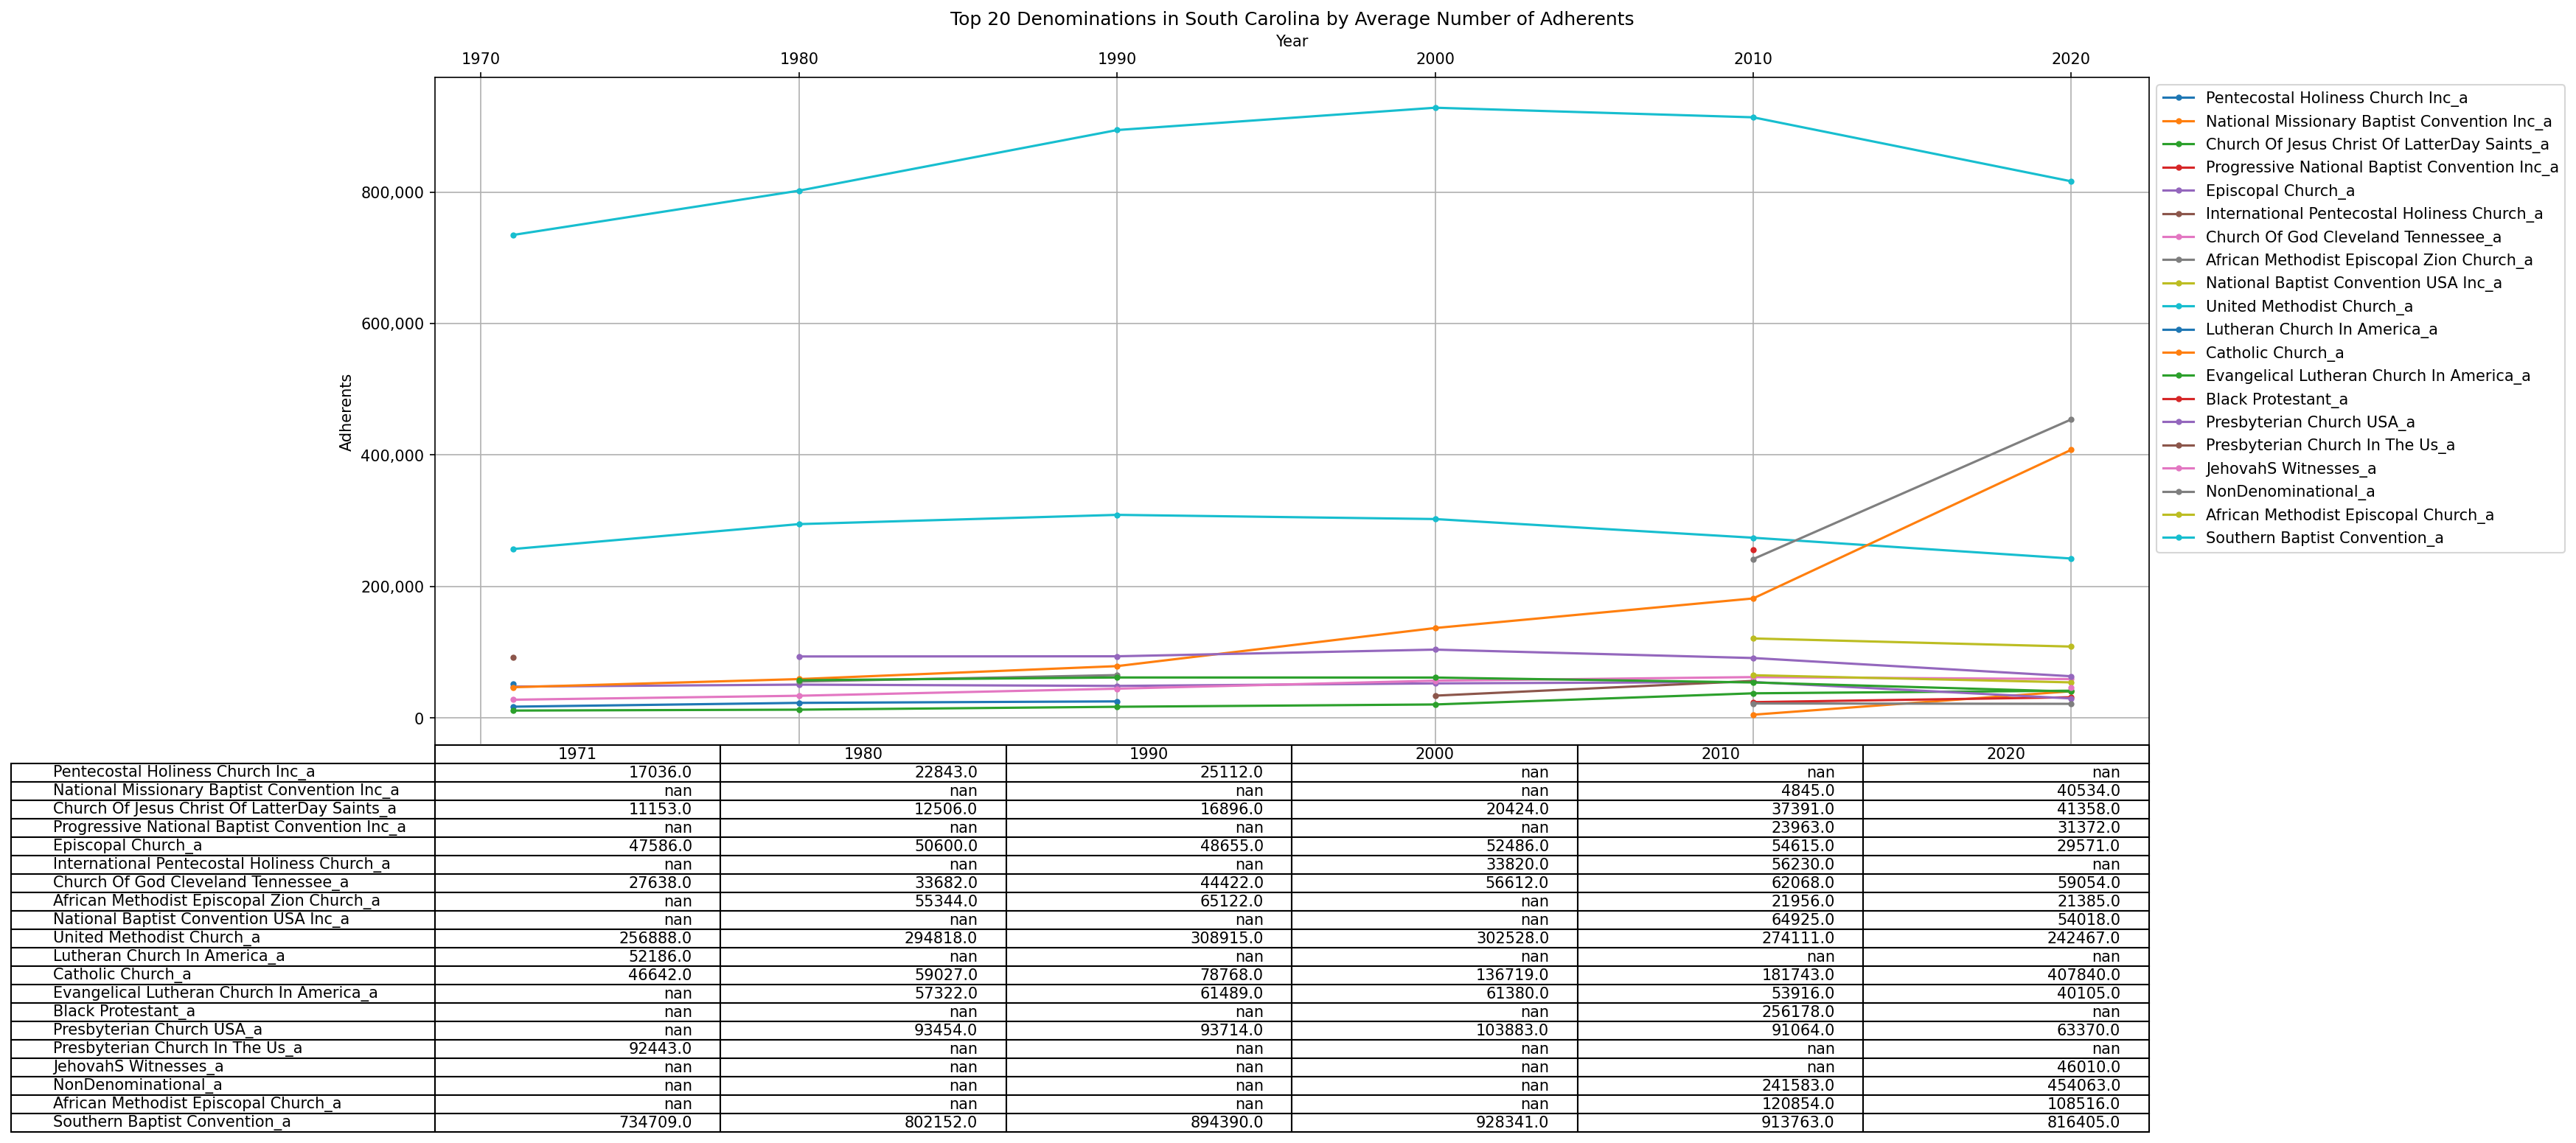 Top 20 Denominations in South Carolina by Average Number of Adherents
Year
1970 1980 1990 2000 2010 2020
800,000
600,000
400,000
200,000
0
Adherents
Pentecostal Holiness Church Inc_a
National Missionary Baptist Convention Inc_a
Church Of Jesus Christ Of LatterDay Saints_a
Progressive National Baptist Convention Inc_a
Episcopal Church_a
International Pentecostal Holiness Church_a
Church Of God Cleveland Tennessee_a
African Methodist Episcopal Zion Church_a
National Baptist Convention USA Inc_a
United Methodist Church_a
Lutheran Church In America_a
Catholic Church_a
Evangelical Lutheran Church In America_a
Black Protestant_a
Presbyterian Church USA_a
Presbyterian Church In The Us_a
JehovahS Witnesses_a
NonDenominational_a
African Methodist Episcopal Church_a
Southern Baptist Convention_a
1971 1980 1990 2000 2010 2020
Pentecostal Holiness Church Inc_a 17036.0 22843.0 25112.0 nan nan nan
National Missionary Baptist Convention Inc_a nan nan nan nan 4845.0 40534.0
Church Of Jesus Christ Of LatterDay Saints_a 11153.0 12506.0 16896.0 20424.0 37391.0 41358.0
Progressive National Baptist Convention Inc_a nan nan nan nan 23963.0 31372.0
Episcopal Church_a 47586.0 50600.0 48655.0 52486.0 54615.0 29571.0
International Pentecostal Holiness Church_a nan nan nan 33820.0 56230.0 nan
Church Of God Cleveland Tennessee_a 27638.0 33682.0 44422.0 56612.0 62068.0 59054.0
African Methodist Episcopal Zion Church_a nan 55344.0 65122.0 nan 21956.0 21385.0
National Baptist Convention USA Inc_a nan nan nan nan 64925.0 54018.0
United Methodist Church_a 256888.0 294818.0 308915.0 302528.0 274111.0 242467.0
Lutheran Church In America_a 52186.0 nan nan nan nan nan
Catholic Church_a 46642.0 59027.0 78768.0 136719.0 181743.0 407840.0
Evangelical Lutheran Church In America_a nan 57322.0 61489.0 61380.0 53916.0 40105.0
Black Protestant_a nan nan nan nan 256178.0 nan
Presbyterian Church USA_a nan 93454.0 93714.0 103883.0 91064.0 63370.0
Presbyterian Church In The Us_a 92443.0 nan nan nan nan nan
JehovahS Witnesses_a nan nan nan nan nan 46010.0
NonDenominational_a nan nan nan nan 241583.0 454063.0
African Methodist Episcopal Church_a nan nan nan nan 120854.0 108516.0
Southern Baptist Convention_a 734709.0 802152.0 894390.0 928341.0 913763.0 816405.0